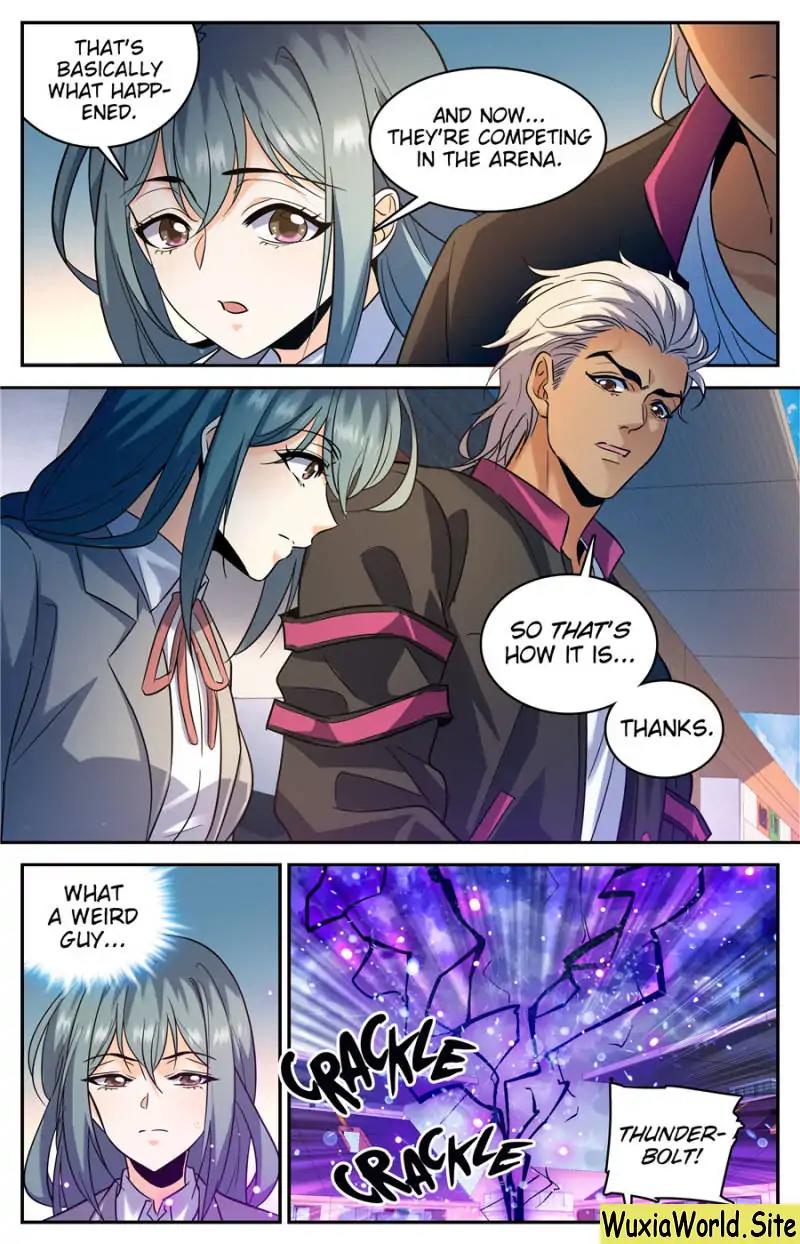 THAT'S
BASICALLY
WHAT HAPP-
ENED.
AND NOW...
THEY'RE COMPETING
IN THE ARENA.
SO THAT'S
HOW IT IS...
THANKS.
WHAT
A WEIRD
GUY...
CRACKLE
CRACKLE
THUNDER-
BOLT!
WuxiaWorld.Site